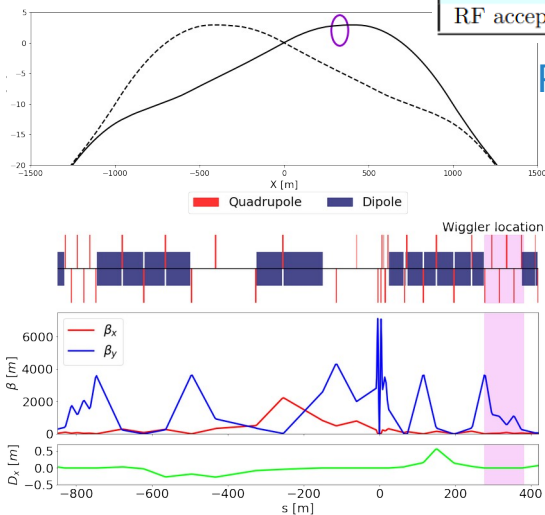 RF accep
5
0
−5
−10
−15
−20
−1500 −1000 −500 0 500 1000 1500
X [m]
Quadrupole Dipole
Wiggler location
βx
βy
6000
4000
2000
0
β [m]
0.5
0.0
−0.5
Dx [m]
−800 −600 −400 −200 0 200 400
s [m]